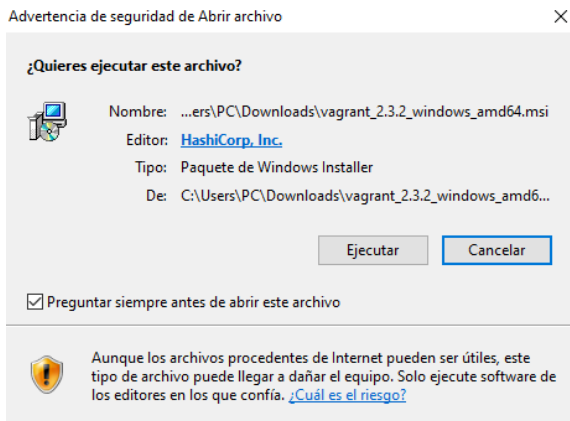 Advertencia de seguridad de Abrir archivo
¿Quieres ejecutar este archivo?
Nombre: ...ers\PC\Downloads\vagrant_2.3.2_windows_amd64.msi
Editor: HashiCorp, Inc.
Tipo: Paquete de Windows Installer
De: C:\Users\PC\Downloads\vagrant_2.3.2_windows_amd6...
Ejecutar Cancelar
Preguntar siempre antes de abrir este archivo
Aunque los archivos procedentes de Internet pueden ser útiles, este
tipo de archivo puede llegar a dañar el equipo. Solo ejecute software de
los editores en los que confía. ¿Cuál es el riesgo?